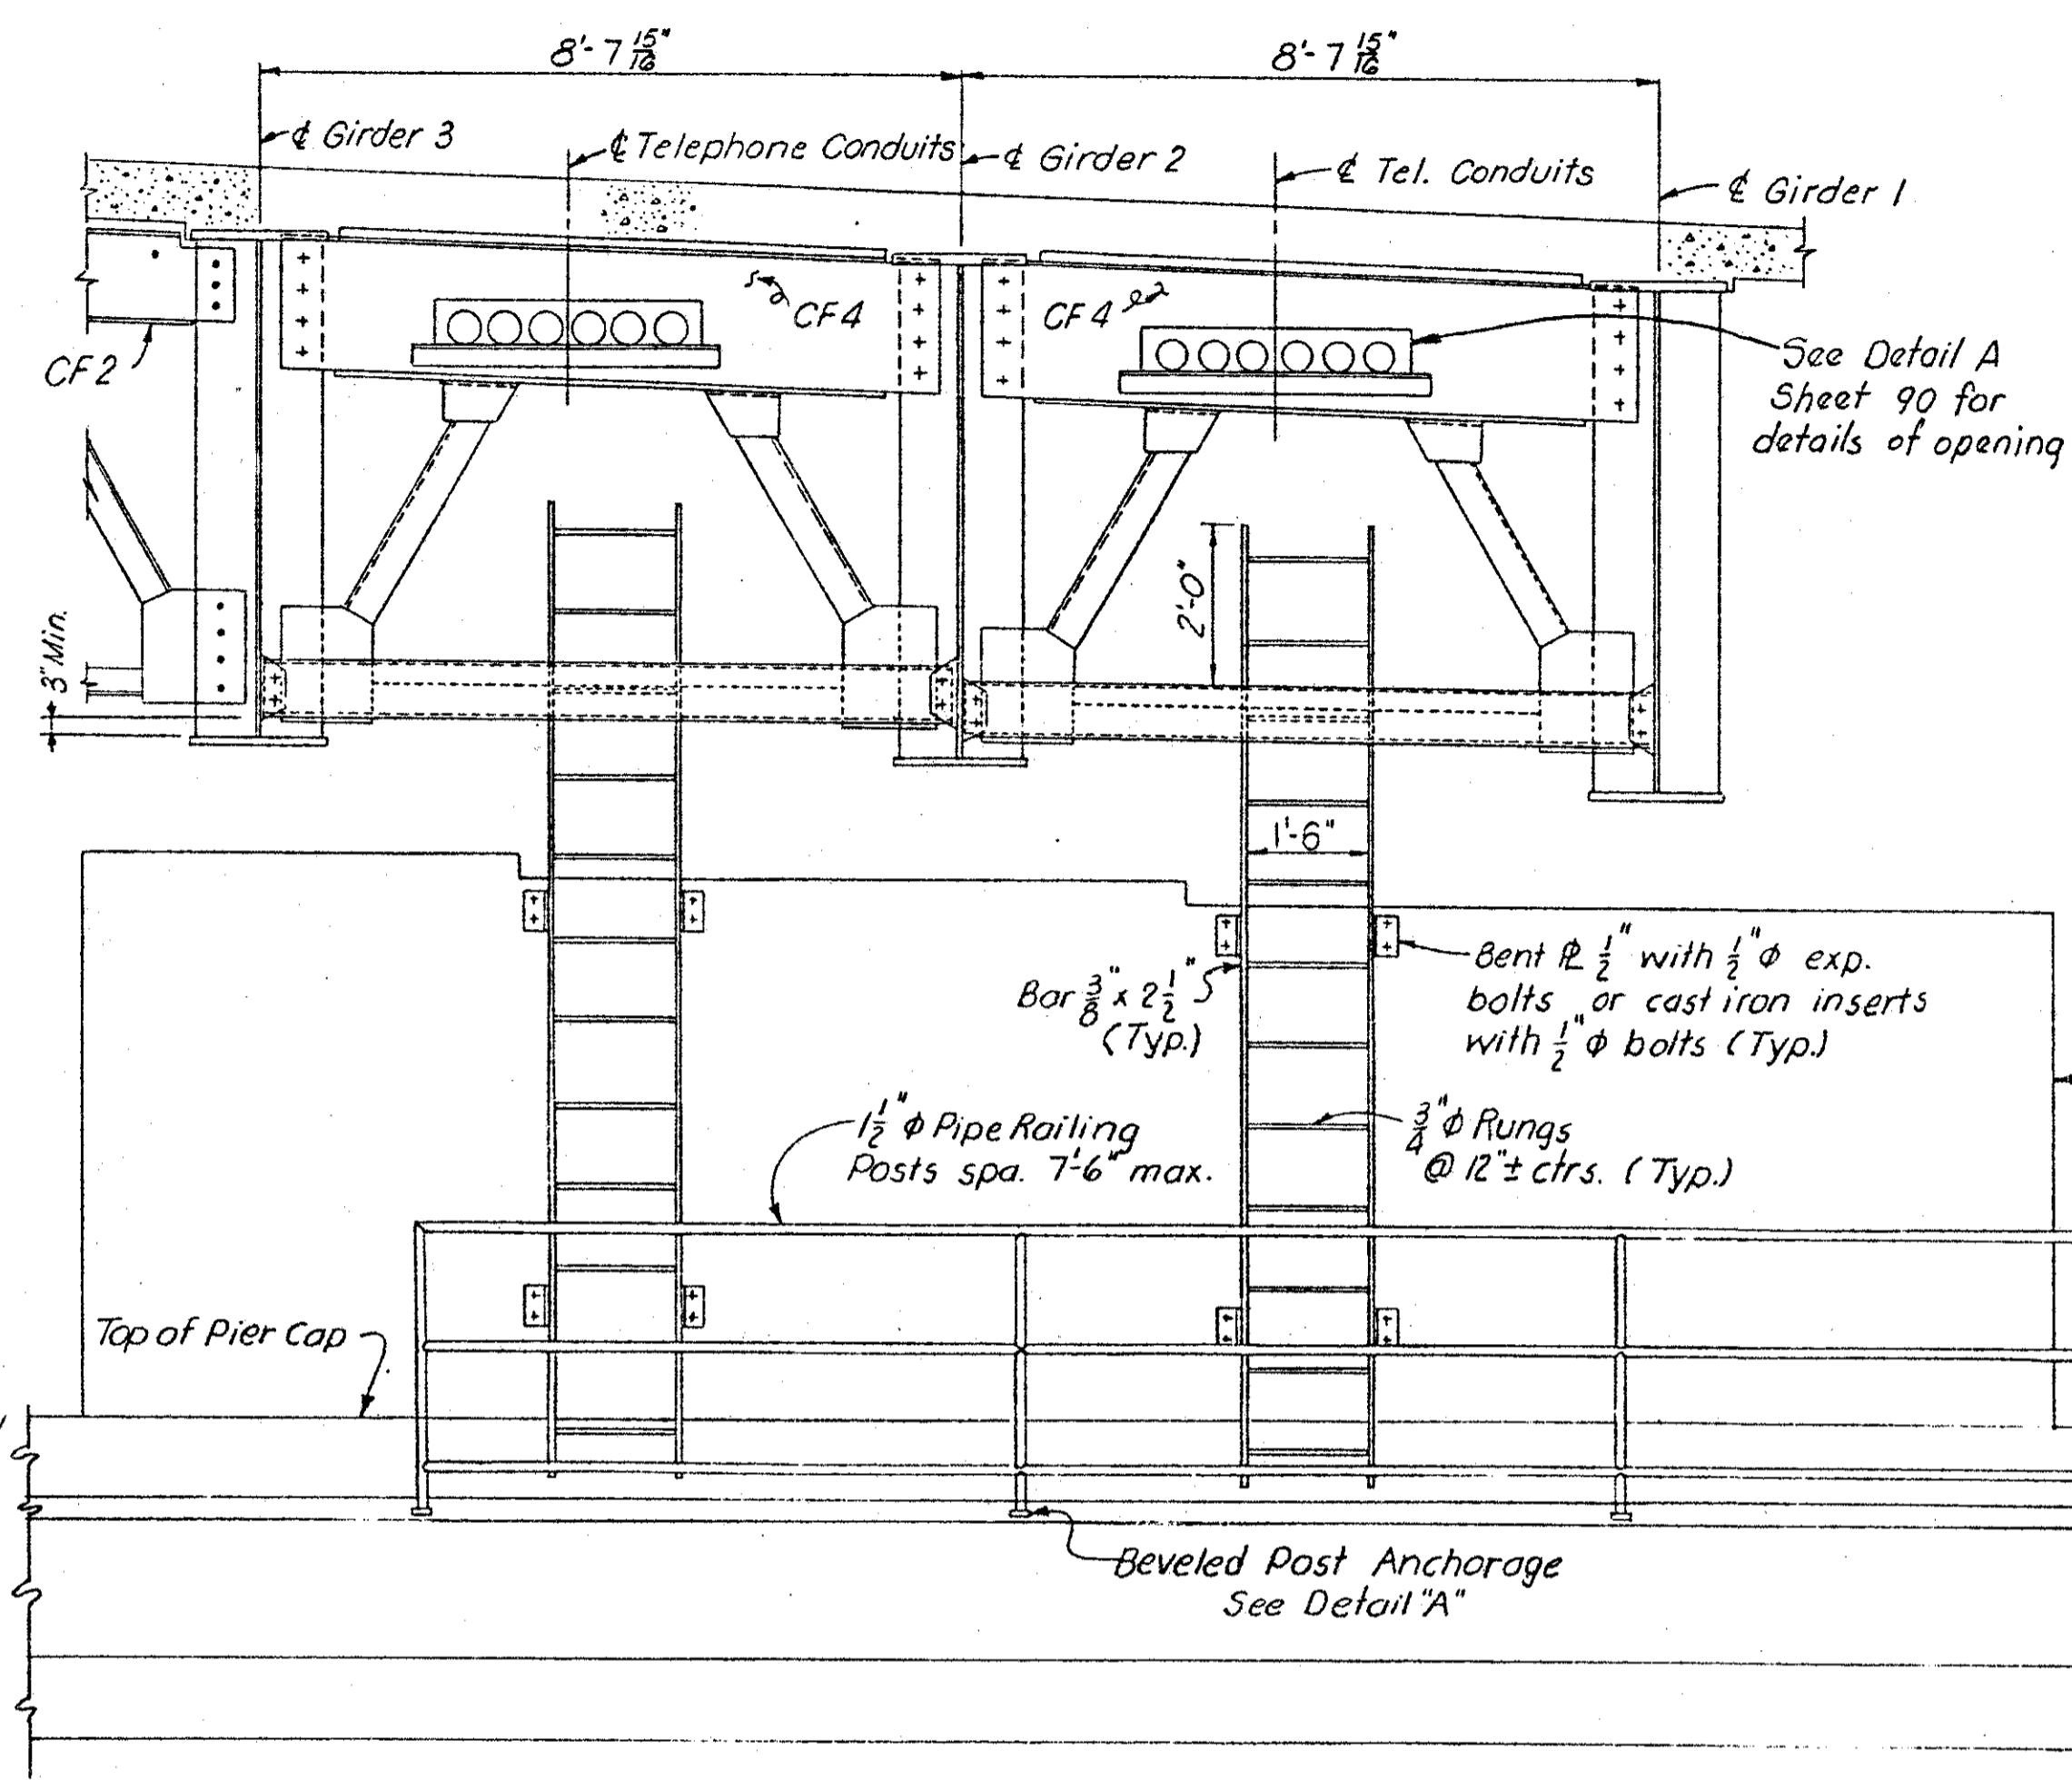 8'-7 15/16"
8'-7 15/16"
℄ Girder 3
℄ Telephone Conduits
℄ Girder 2
℄ Tel. Conduits
℄ Girder 1
CF 2
CF 4
CF 4
See Detail A
Sheet 90 for
details of opening
3" Min.
2'-0"
1'-6"
Bar 3/8" x 2 1/2"
(Typ.)
Bent ℙL 1/2" with 1/2" ϕ exp.
bolts or cast iron inserts
with 1/2" ϕ bolts (Typ.)
1 1/2" ϕ Pipe Railing
Posts spa. 7'-6" max.
3/4" ϕ Rungs
@ 12"± ctrs. (Typ.)
Top of Pier Cap
Beveled Post Anchorage
See Detail "A"